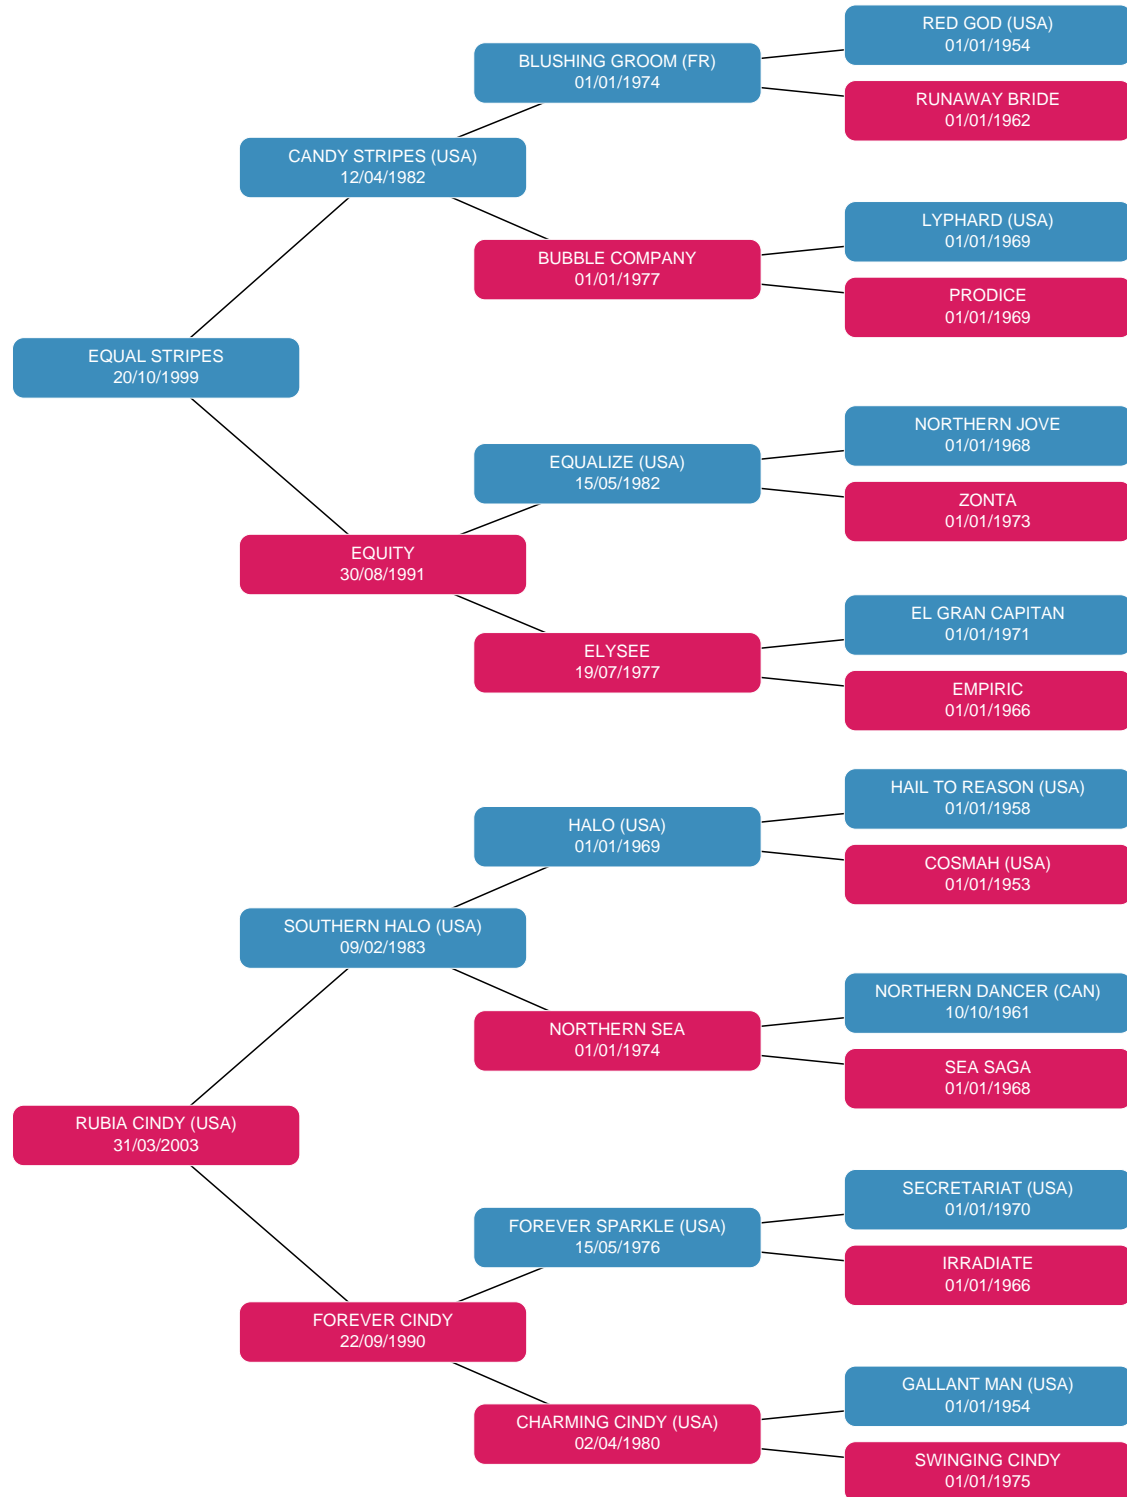 RED GOD (USA)
01/01/1954
BLUSHING GROOM (FR)
01/01/1974
RUNAWAY BRIDE
01/01/1962
CANDY STRIPES (USA)
12/04/1982
LYPHARD (USA)
01/01/1969
BUBBLE COMPANY
01/01/1977
PRODICE
01/01/1969
EQUAL STRIPES
20/10/1999
NORTHERN JOVE
01/01/1968
EQUALIZE (USA)
15/05/1982
ZONTA
01/01/1973
EQUITY
30/08/1991
EL GRAN CAPITAN
01/01/1971
ELYSEE
19/07/1977
EMPIRIC
01/01/1966
HAIL TO REASON (USA)
01/01/1958
HALO (USA)
01/01/1969
COSMAH (USA)
01/01/1953
SOUTHERN HALO (USA)
09/02/1983
NORTHERN DANCER (CAN)
10/10/1961
NORTHERN SEA
01/01/1974
SEA SAGA
01/01/1968
RUBIA CINDY (USA)
31/03/2003
SECRETARIAT (USA)
01/01/1970
FOREVER SPARKLE (USA)
15/05/1976
IRRADIATE
01/01/1966
FOREVER CINDY
22/09/1990
GALLANT MAN (USA)
01/01/1954
CHARMING CINDY (USA)
02/04/1980
SWINGING CINDY
01/01/1975